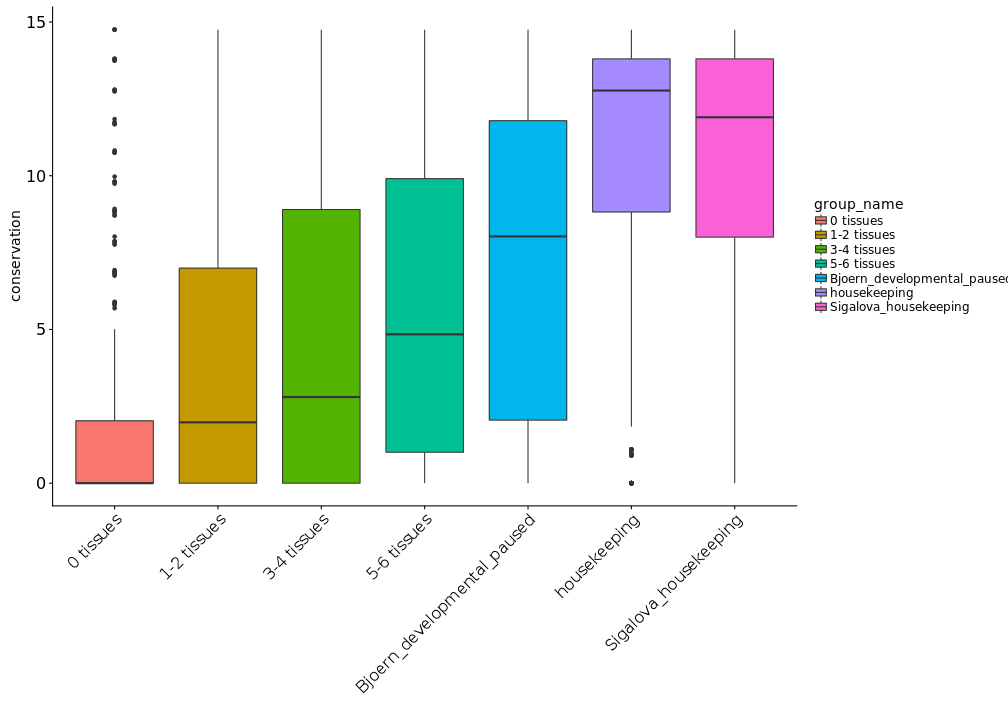 15
10
5
0
conservation
0 tissues
1-2 tissues
3-4 tissues
5-6 tissues
Bjoern_developmental_paused
housekeeping
Sigalova_housekeeping
group_name
0 tissues
1-2 tissues
3-4 tissues
5-6 tissues
Bjoern_developmental_paused
housekeeping
Sigalova_housekeeping